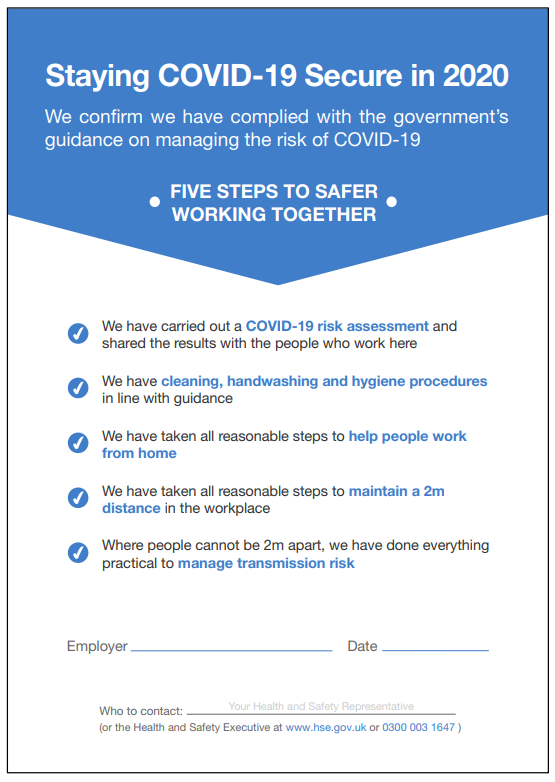 Staying COVID-19 Secure in 2020
We confirm we have complied with the government's
guidance on managing the risk of COVID-19
FIVE STEPS TO SAFER
WORKING TOGETHER
We have carried out a COVID-19 risk assessment and
shared the results with the people who work here
We have cleaning, handwashing and hygiene procedures
in line with guidance
We have taken all reasonable steps to help people work
from home
We have taken all reasonable steps to maintain a 2m
distance in the workplace
Where people cannot be 2m apart, we have done everything
practical to manage transmission risk
Employer Date
Who to contact: Your Health and Safety Representative
(or the Health and Safety Executive at www.hse.gov.uk or 0300 003 1647 )